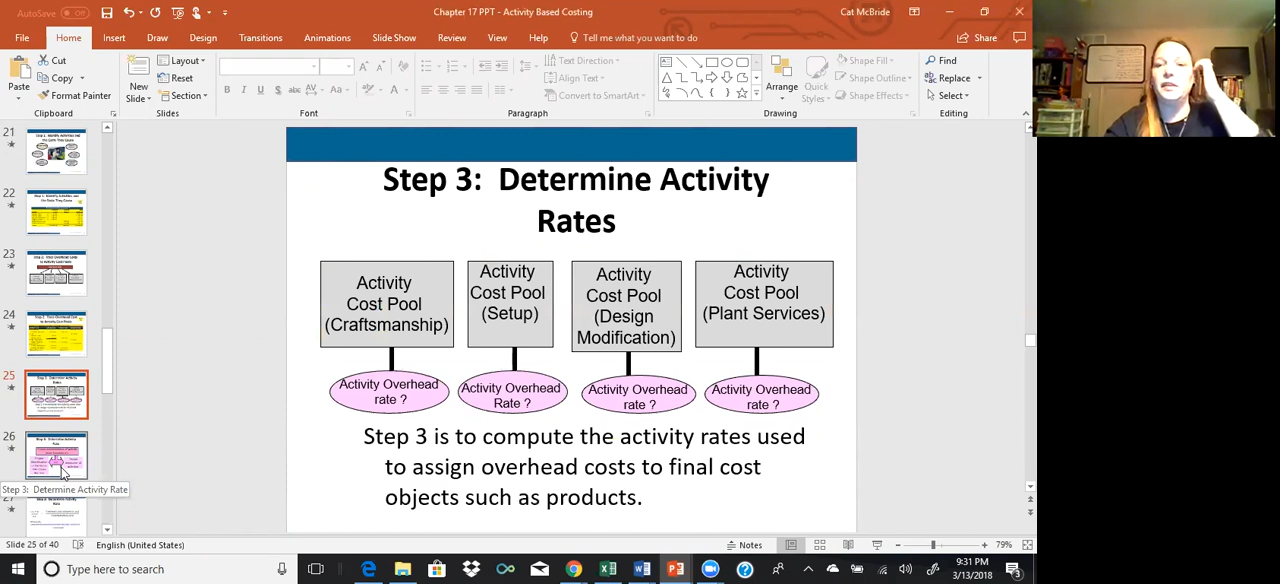 AutoSave Off
Chapter 17 PPT - Activity Based Costing
Cat McBride
File Home Insert Draw Design Transitions Animations Slide Show Review View Help Tell me what you want to do Share
Paste
Cut
Copy
Format Painter
Clipboard
New Slide
Layout
Reset
Section
Slides
B I U S abc AV Aa A
Font
Text Direction
Align Text
Convert to SmartArt
Paragraph
Arrange
Quick Styles
Shape Fill
Shape Outline
Shape Effects
Drawing
Find
Replace
Select
Editing
21
22
23
24
25
26
27
Step 3: Determine Activity Rate
Step 3: Determine Activity
Rates
Activity
Cost Pool
(Craftsmanship)
Activity
Cost Pool
(Setup)
Activity
Cost Pool
(Design
Modification)
Activity
Cost Pool
(Plant Services)
Activity Overhead
rate ?
Activity Overhead
Rate ?
Activity Overhead
rate ?
Activity Overhead
rate ?
Step 3 is to compute the activity rates used
to assign overhead costs to final cost
objects such as products.
Slide 25 of 40 English (United States) Notes 79%
Type here to search
9:31 PM
3/13/2018